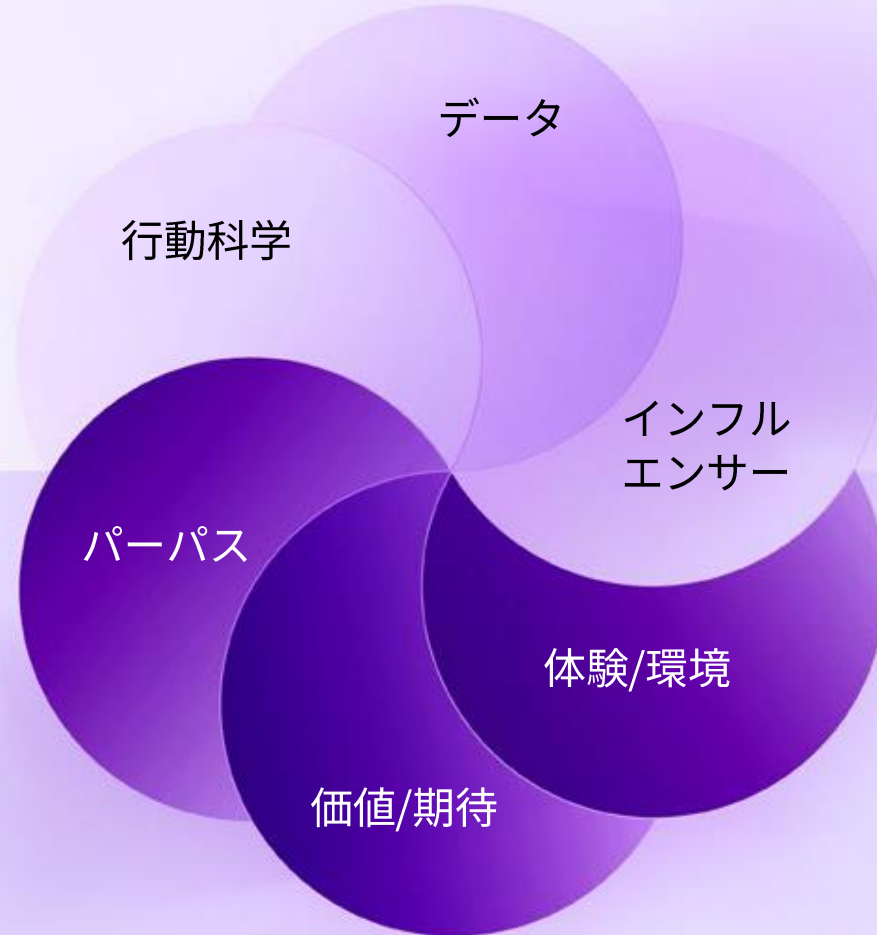 データ
行動科学
インフル
エンサー
パーパス
体験/環境
価値/期待